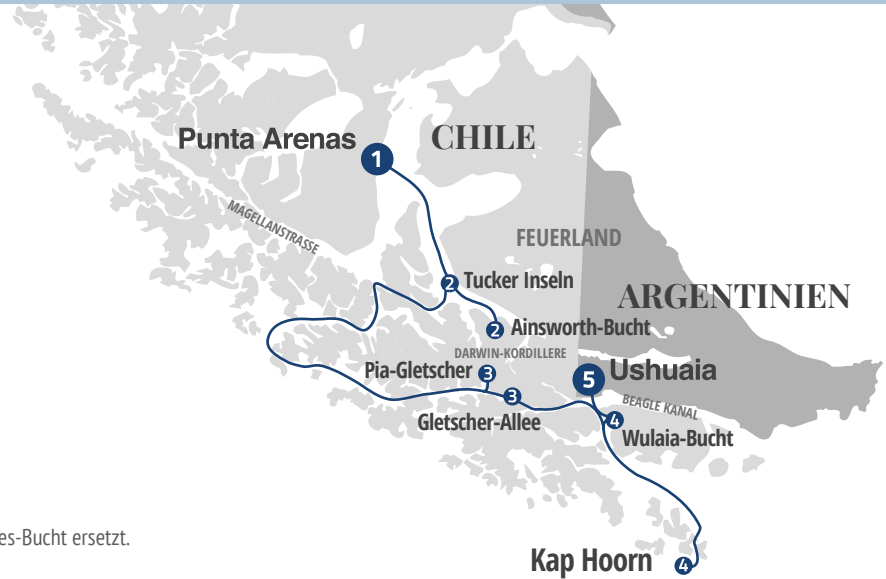 Punta Arenas
1
CHILE
MAGELLANSTRASSE
FEUERLAND
2
Tucker Inseln
ARGENTINIEN
2
Ainsworth-Bucht
DARWIN-KORDILLERE
Pia-Gletscher
3
5
Ushuaia
3
Gletscher-Allee
BEAGLE KANAL
4
Wulaia-Bucht
es-Bucht ersetzt.
Kap Hoorn
4